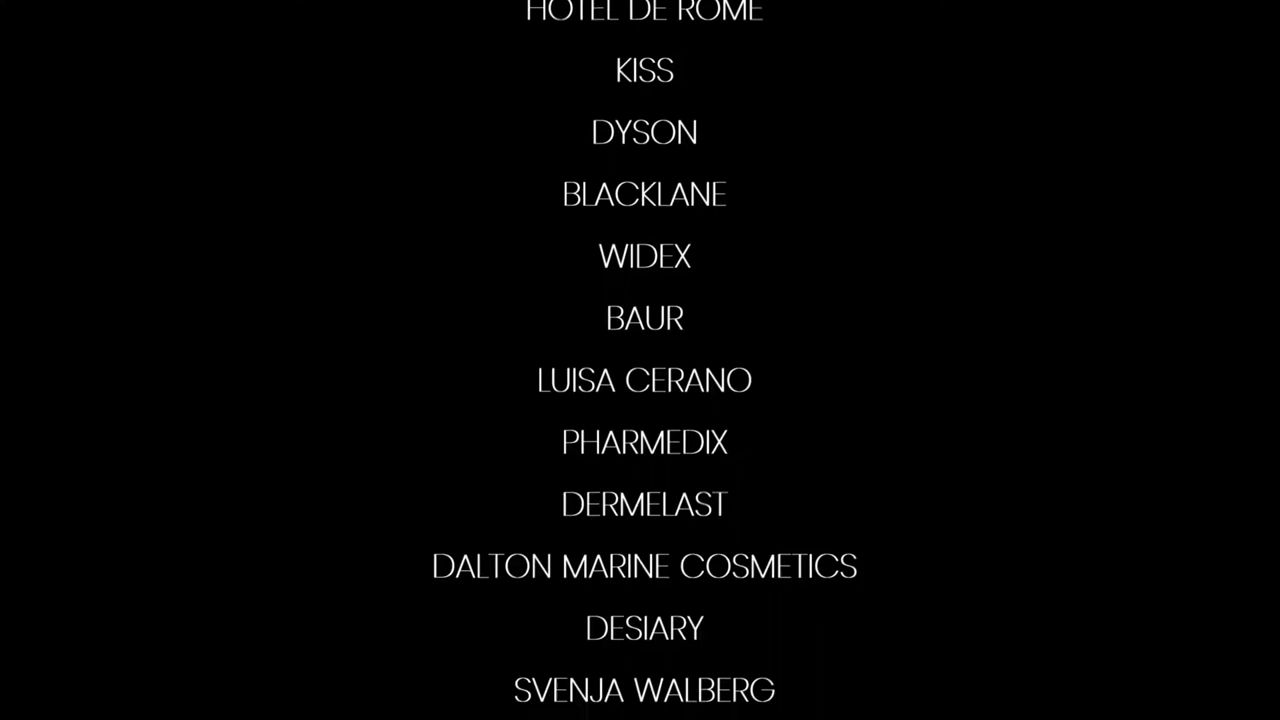 HOTEL DE ROME
KISS
DYSON
BLACKLANE
WIDEX
BAUR
LUISA CERANO
PHARMEDIX
DERMELAST
DALTON MARINE COSMETICS
DESIARY
SVENJA WALBERG